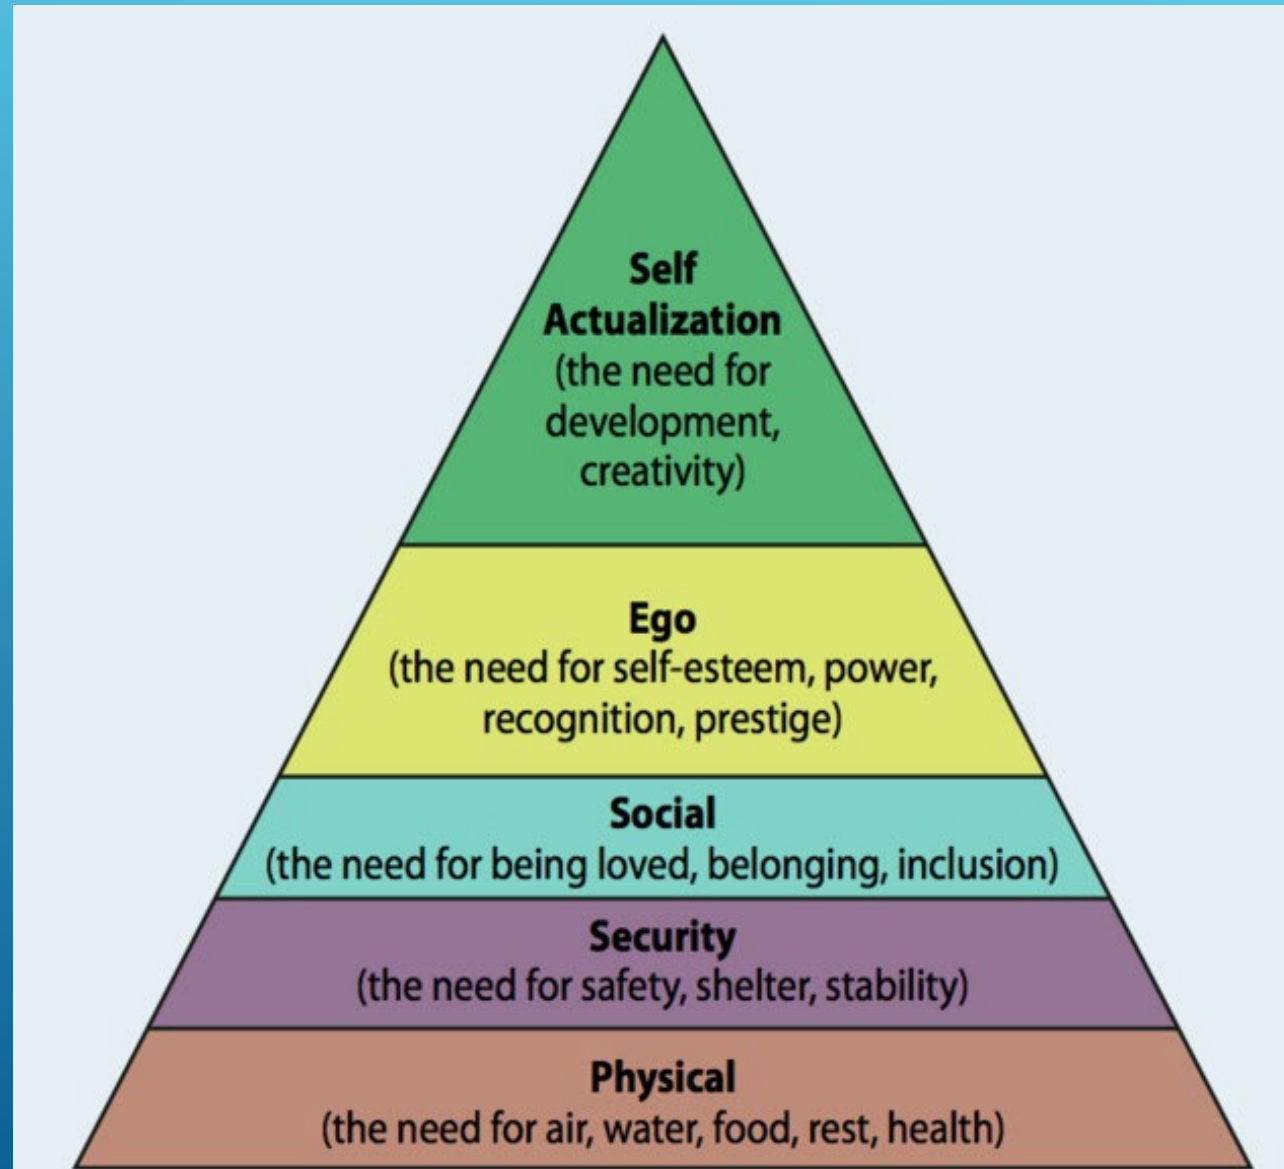 Self
Actualization
(the need for
development,
creativity)
Ego
(the need for self-esteem, power,
recognition, prestige)
Social
(the need for being loved, belonging, inclusion)
Security
(the need for safety, shelter, stability)
Physical
(the need for air, water, food, rest, health)